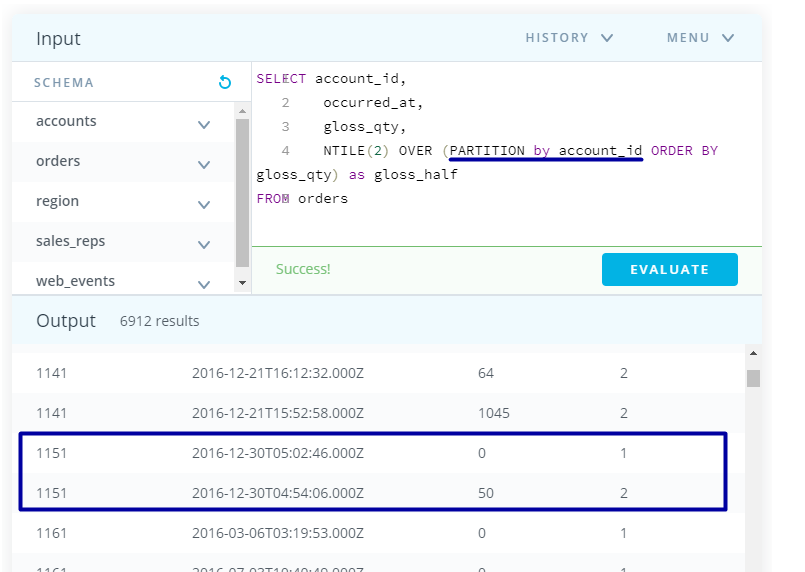 Input
HISTORY
MENU
SCHEMA
accounts
orders
region
sales_reps
web_events
SELECT account_id,
2 occurred_at,
3 gloss_qty,
4 NTILE(2) OVER (PARTITION by account_id ORDER BY
gloss_qty) as gloss_half
FROM orders
Success!
EVALUATE
Output 6912 results
1141 2016-12-21T16:12:32.000Z 64 2
1141 2016-12-21T15:52:58.000Z 1045 2
1151 2016-12-30T05:02:46.000Z 0 1
1151 2016-12-30T04:54:06.000Z 50 2
1161 2016-03-06T03:19:53.000Z 0 1